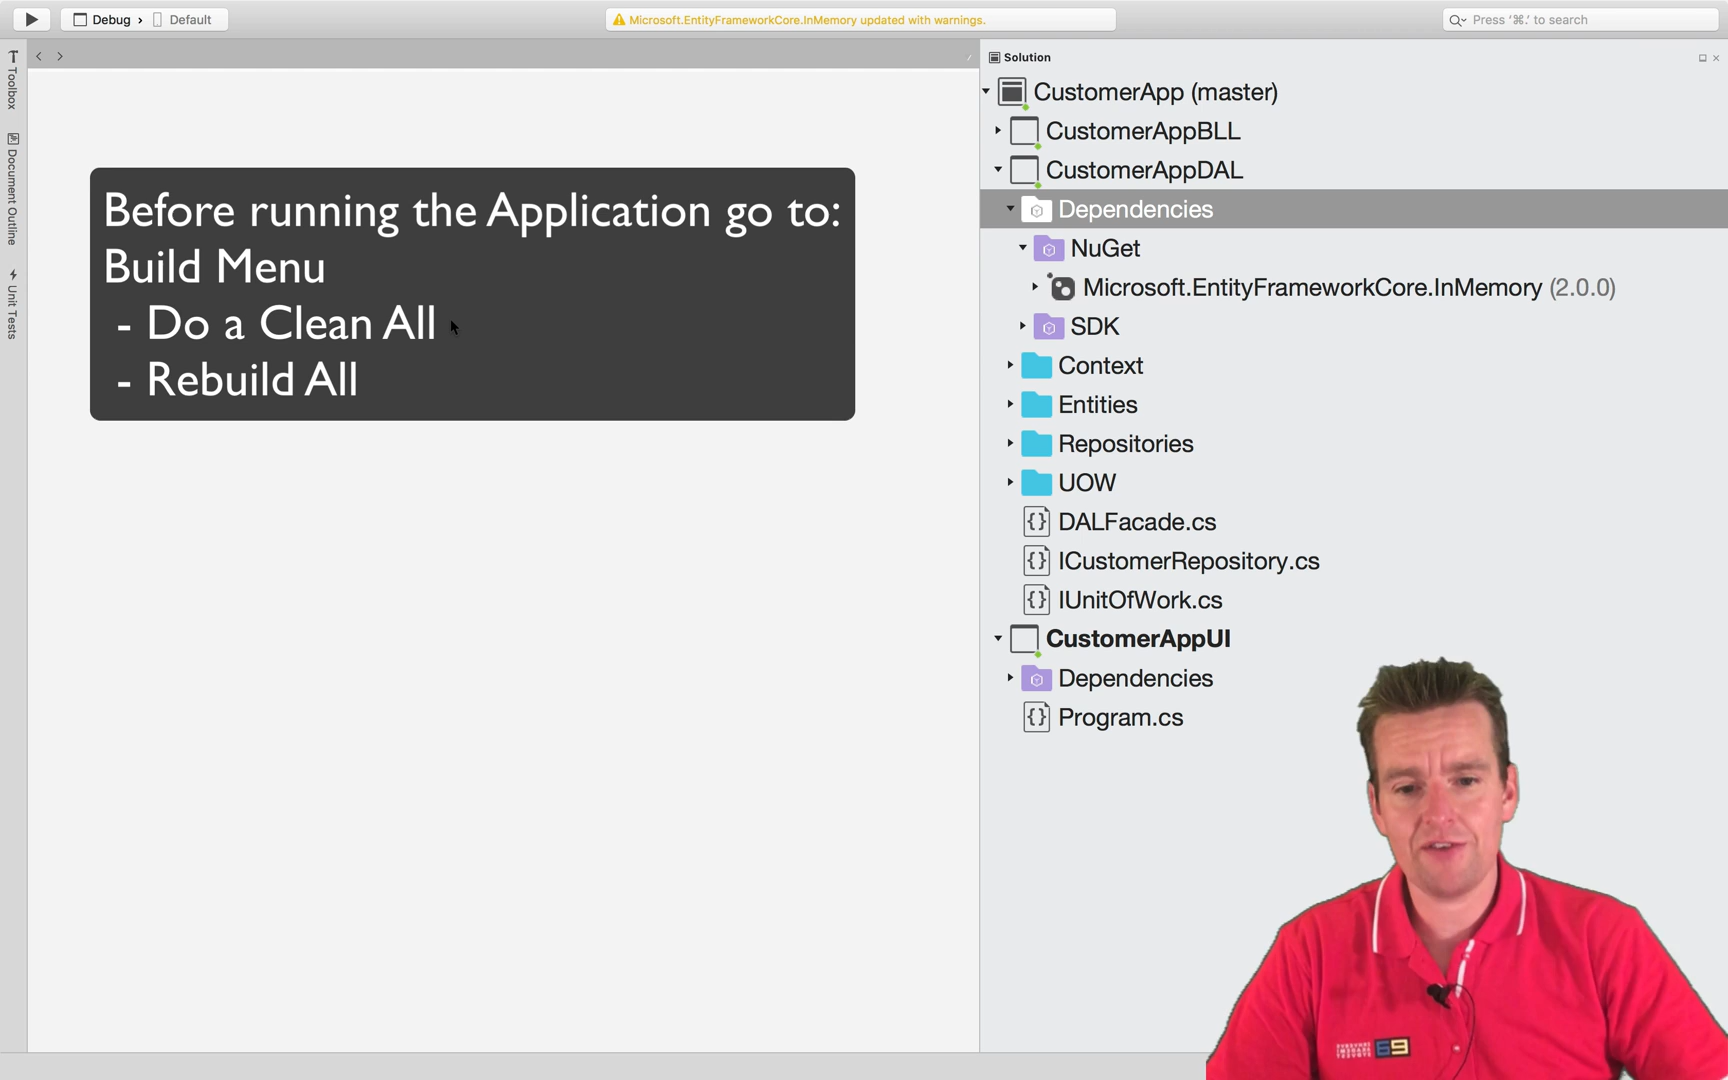 Debug › Default
Microsoft.EntityFrameworkCore.InMemory updated with warnings.
Press ‘⌘.’ to search
Toolbox
Document Outline
Unit Tests
Before running the Application go to:
Build Menu
- Do a Clean All
- Rebuild All
Solution
CustomerApp (master)
CustomerAppBLL
CustomerAppDAL
Dependencies
NuGet
Microsoft.EntityFrameworkCore.InMemory (2.0.0)
SDK
Context
Entities
Repositories
UOW
DALFacade.cs
ICustomerRepository.cs
IUnitOfWork.cs
CustomerAppUI
Dependencies
Program.cs